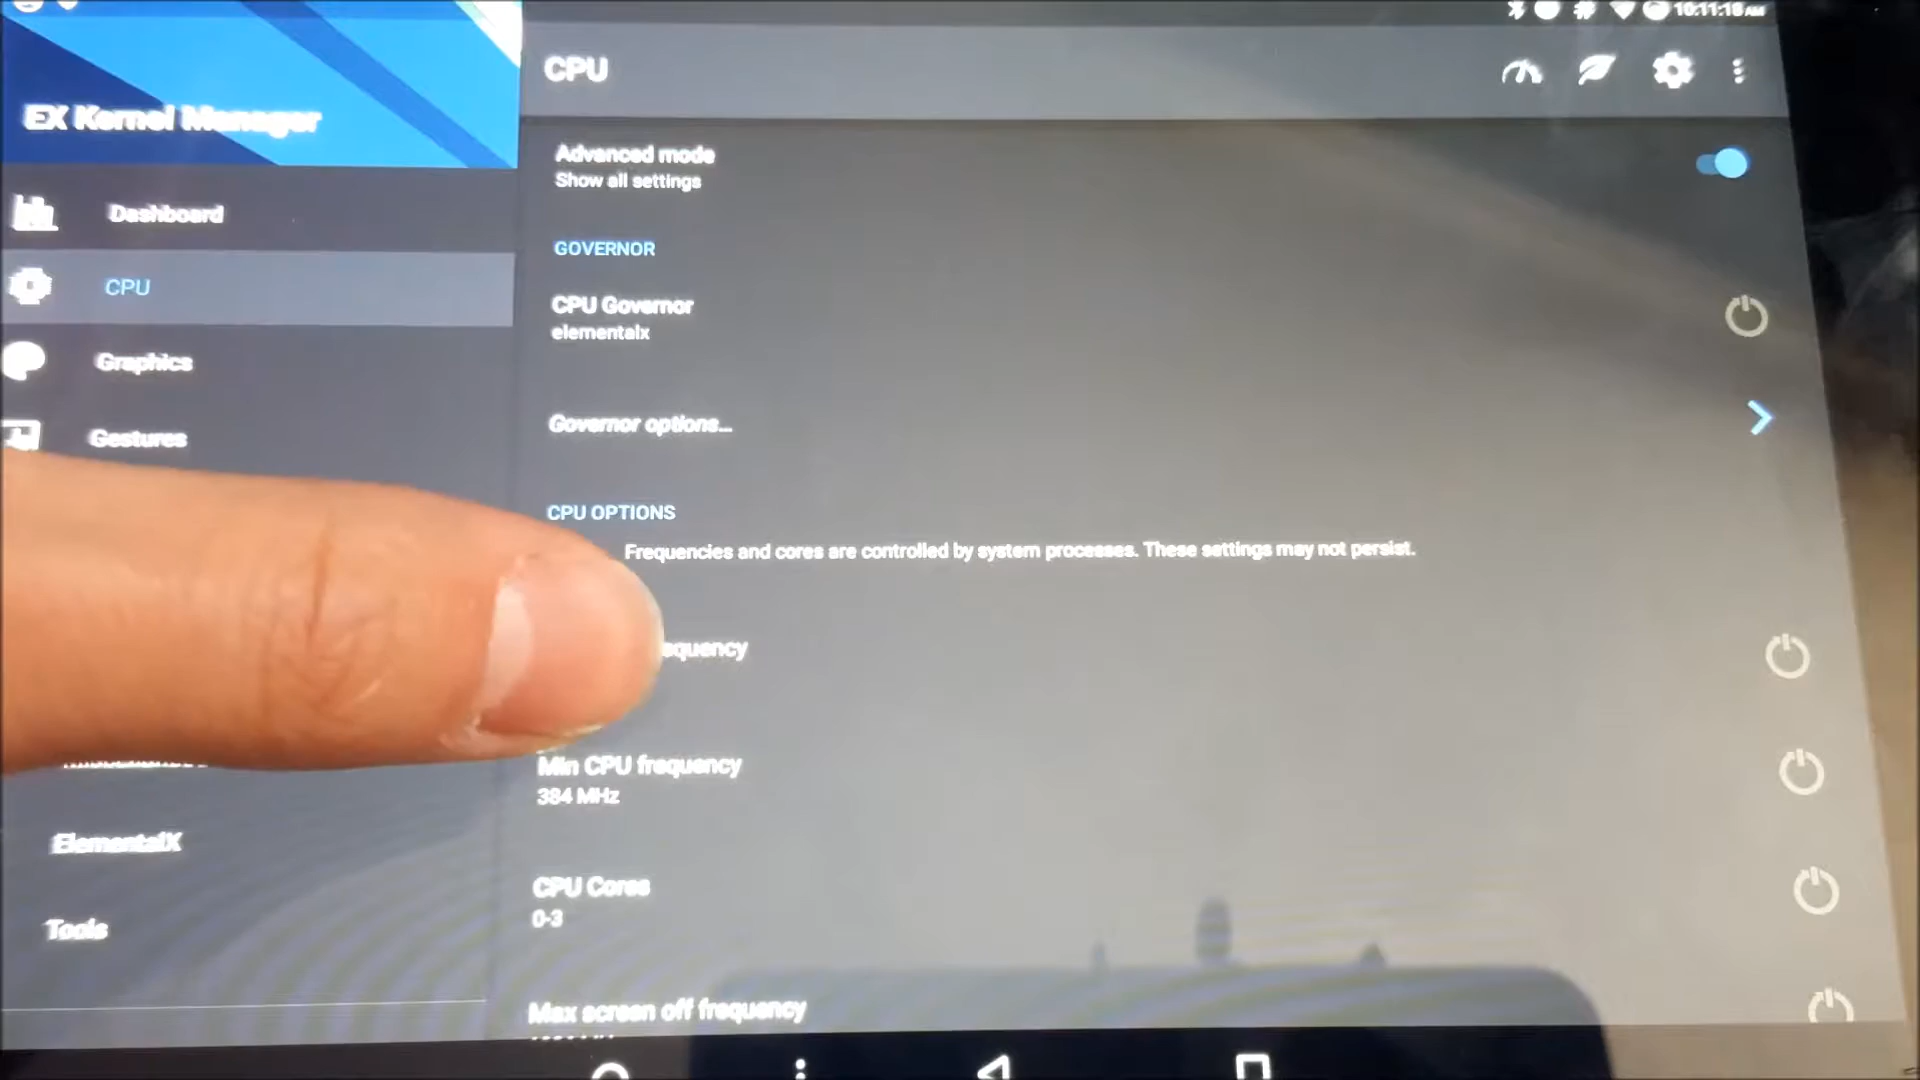 10:11:18 AM
EX Kernel Manager
CPU
Advanced mode
Show all settings
Dashboard
GOVERNOR
CPU
CPU Governor
elementalx
Graphics
Governor options...
Gestures
CPU OPTIONS
Frequencies and cores are controlled by system processes. These settings may not persist.
Min CPU frequency
384 MHz
ElementalX
CPU Cores
0-3
Tools
Max screen off frequency